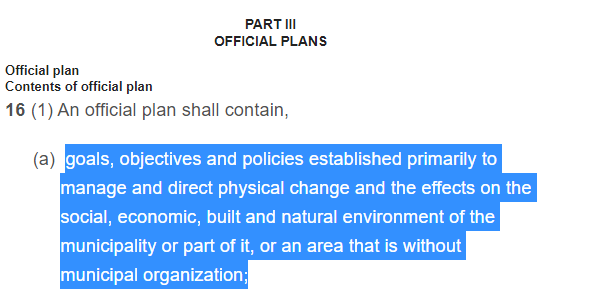 PART III
OFFICIAL PLANS
Official plan
Contents of official plan
16 (1) An official plan shall contain,
(a) goals, objectives and policies established primarily to
manage and direct physical change and the effects on the
social, economic, built and natural environment of the
municipality or part of it, or an area that is without
municipal organization;